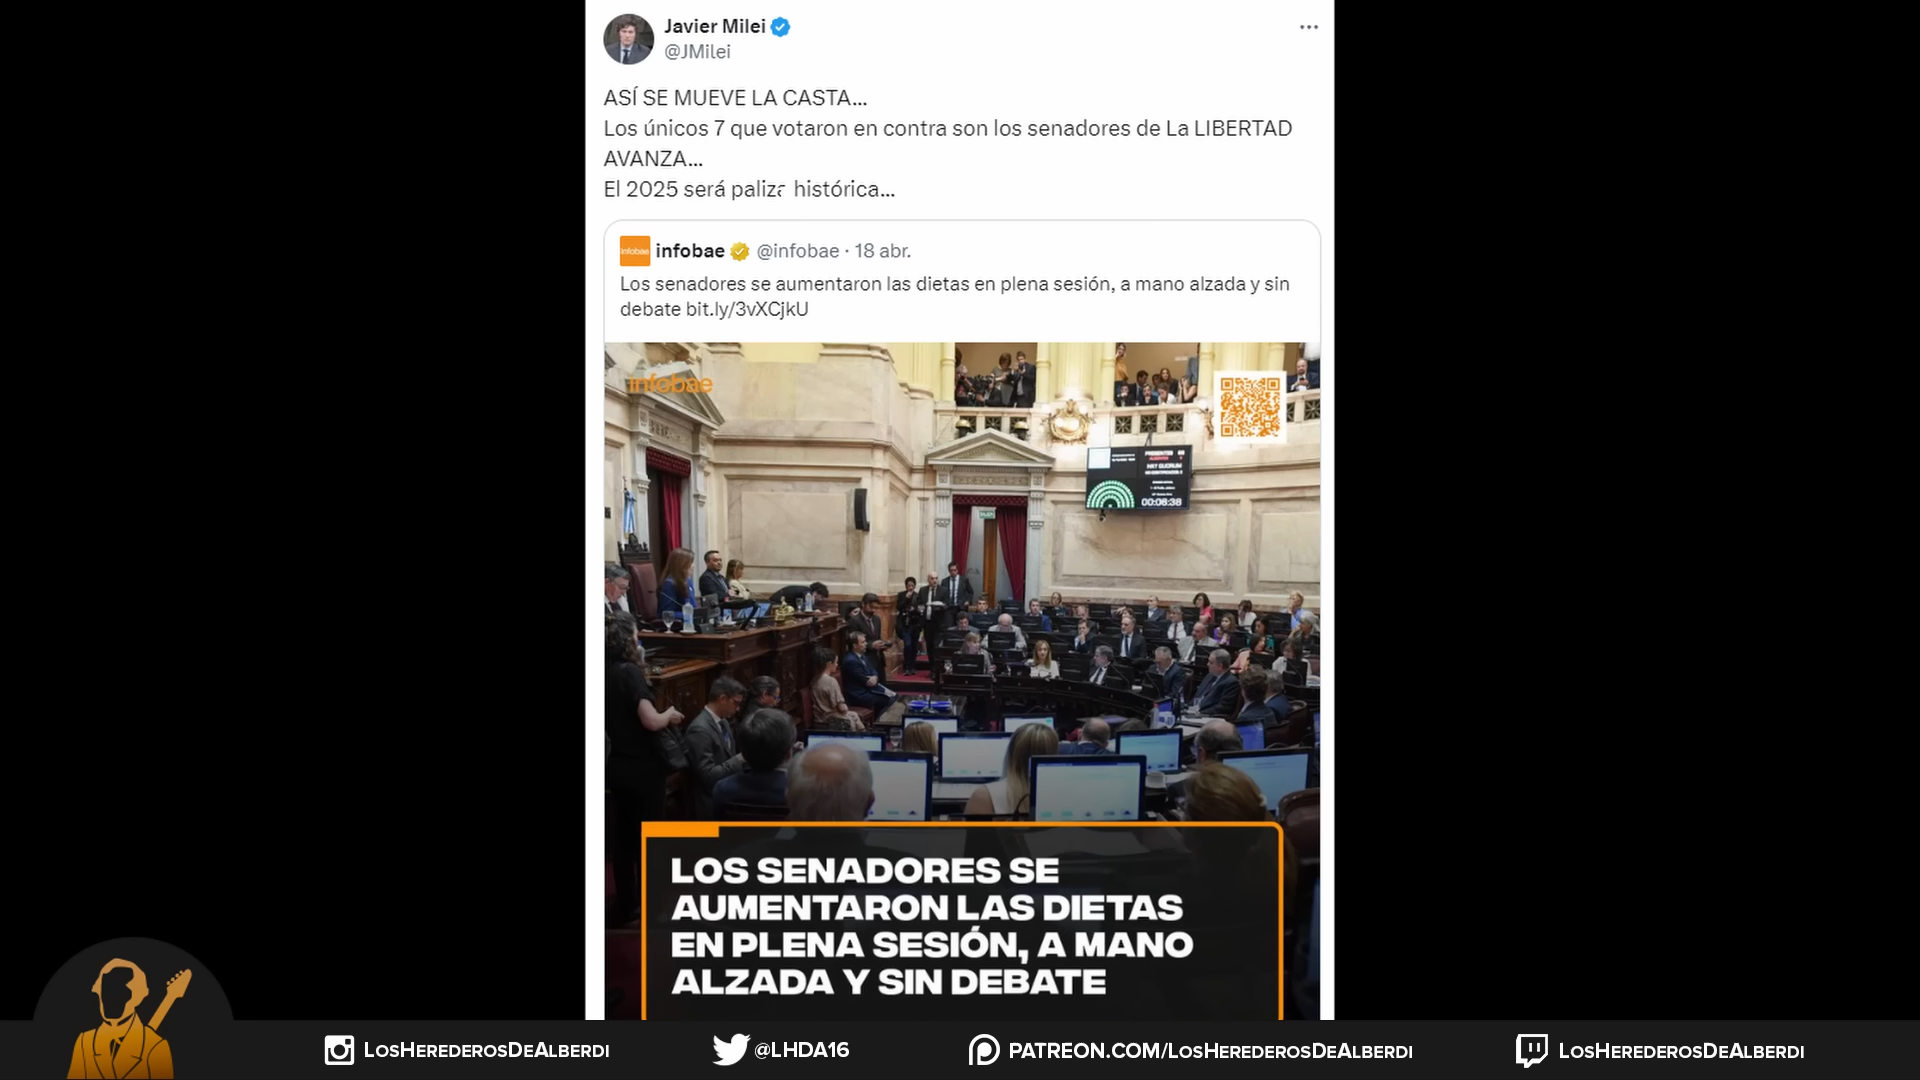 Javier Milei
@JMilei
ASÍ SE MUEVE LA CASTA...
Los únicos 7 que votaron en contra son los senadores de La LIBERTAD
AVANZA...
El 2025 será paliza histórica...
infobae @infobae · 18 abr.
Los senadores se aumentaron las dietas en plena sesión, a mano alzada y sin
debate bit.ly/3vXCjkU
infobae
00:08:38
LOS SENADORES SE
AUMENTARON LAS DIETAS
EN PLENA SESIÓN, A MANO
ALZADA Y SIN DEBATE
LOSHEREDEROSDEALBERDI
@LHDA16
PATREON.COM/LOSHEREDEROSDEALBERDI
LOSHEREDEROSDEALBERDI